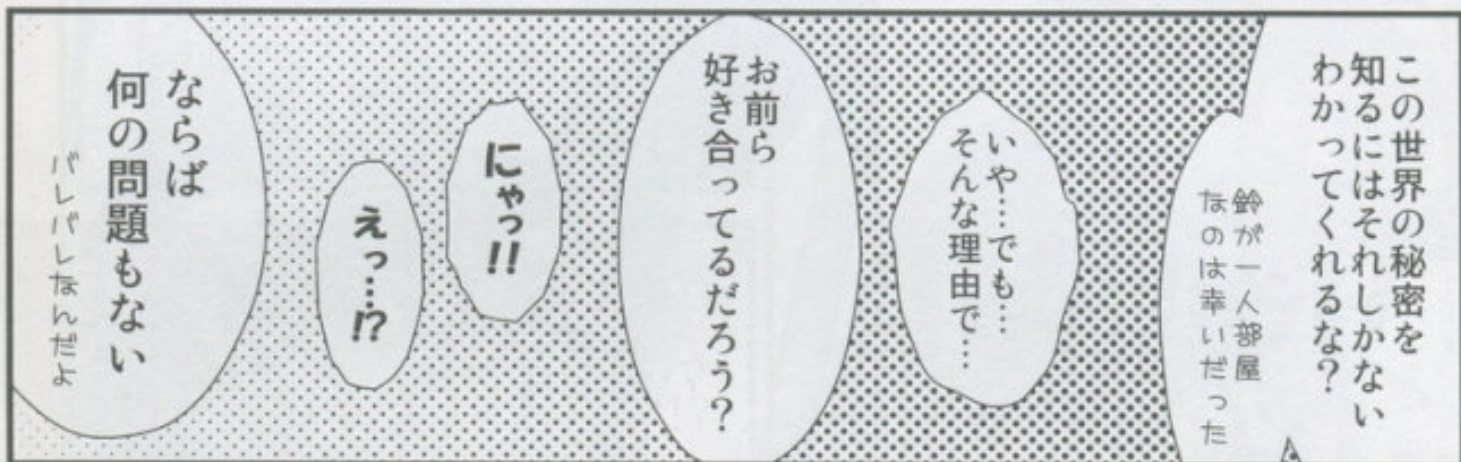 この世界の秘密を
知るにはそれしかない
わかってくれるな？
鈴が一人部屋
なのは幸いだった
いや…でも…
そんな理由で…
お前ら
好き合ってるだろう？
にゃっ!!
えっ…!?
ならば
何の問題もない
バレバレなんだよ